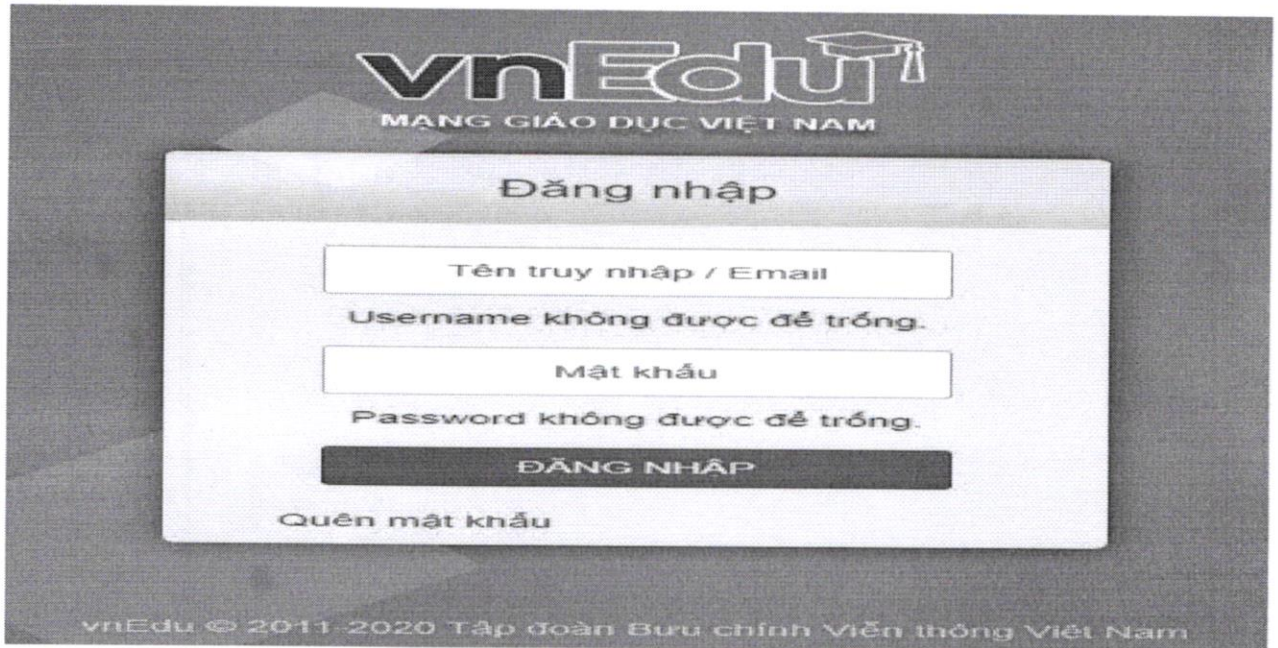 vnEdu
MẠNG GIÁO DỤC VIỆT NAM
Đăng nhập
Tên truy nhập / Email
Username không được để trống.
Mật khẩu
Password không được để trống.
ĐĂNG NHẬP
Quên mật khẩu
vnEdu © 2011-2020 Tập đoàn Bưu chính Viễn thông Việt Nam